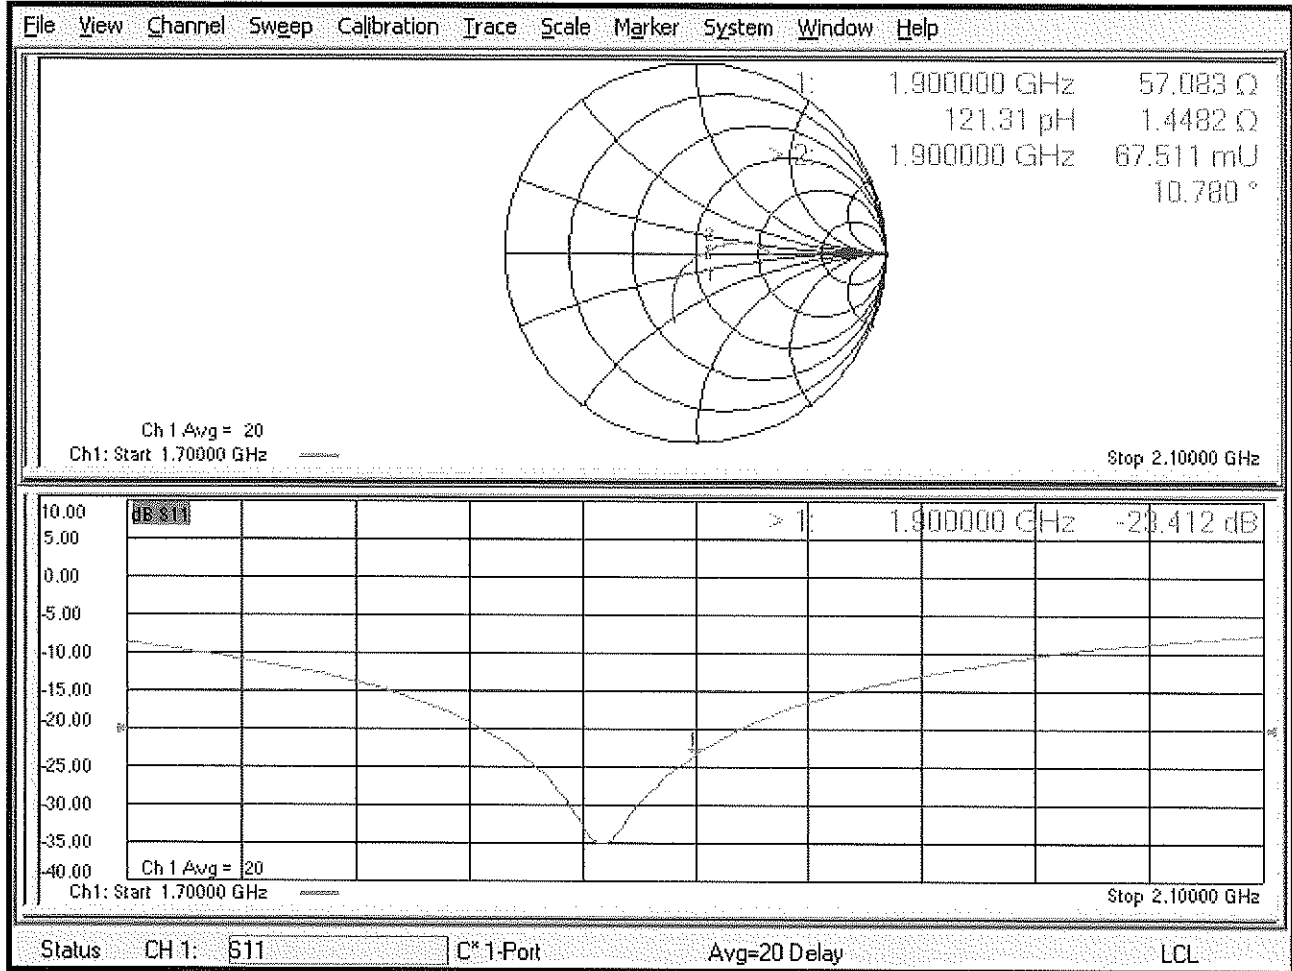 File View Channel Sweep Calibration Trace Scale Marker System Window Help
1: 1.900000 GHz 57.083 Ω
121.31 pH 1.4482 Ω
> 2: 1.900000 GHz 67.511 mU
10.780 °
Ch 1 Avg = 20
Ch1: Start 1.70000 GHz
Stop 2.10000 GHz
10.00 dB S11 > 1: 1.900000 GHz -23.412 dB
5.00
0.00
-5.00
-10.00
-15.00
-20.00
-25.00
-30.00
-35.00
-40.00 Ch 1 Avg = 20
Ch1: Start 1.70000 GHz
Stop 2.10000 GHz
Status CH 1: S11 C* 1-Port Avg=20 Delay LCL